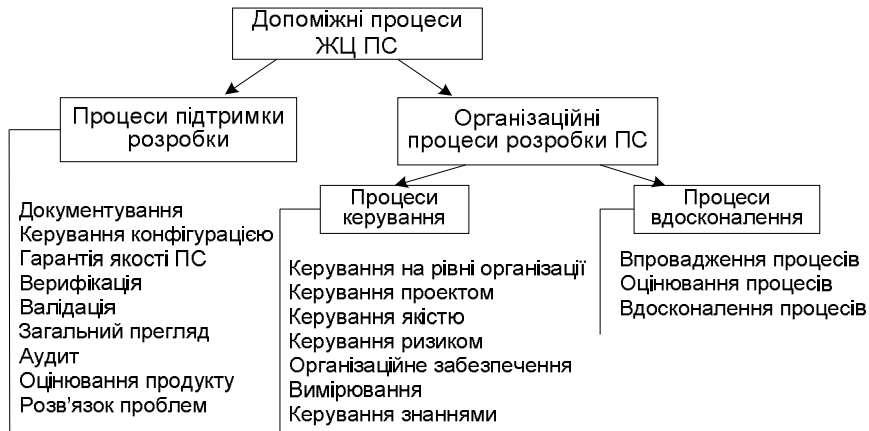 Допоміжні процеси
ЖЦ ПС
Процеси підтримки
розробки
Організаційні
процеси розробки ПС
Процеси
керування
Процеси
вдосконалення
Документування
Керування конфігурацією
Гарантія якості ПС
Верифікація
Валідація
Загальний прегляд
Аудит
Оцінювання продукту
Розв'язок проблем
Керування на рівні організації
Керування проектом
Керування якістю
Керування ризиком
Організаційне забезпечення
Вимірювання
Керування знаннями
Впровадження процесів
Оцінювання процесів
Вдосконалення процесів